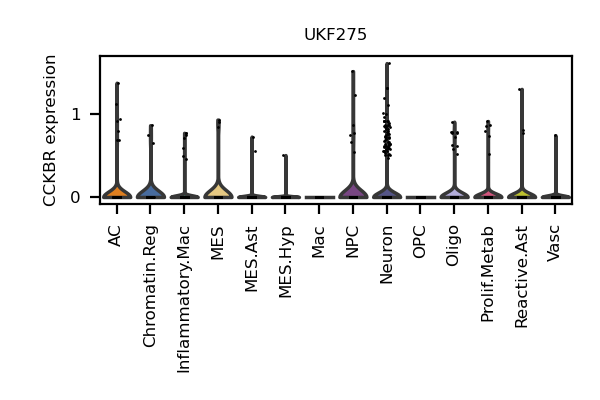 UKF275
CCKBR expression
1
0
AC
Chromatin.Reg
Inflammatory.Mac
MES
MES.Ast
MES.Hyp
Mac
NPC
Neuron
OPC
Oligo
Prolif.Metab
Reactive.Ast
Vasc